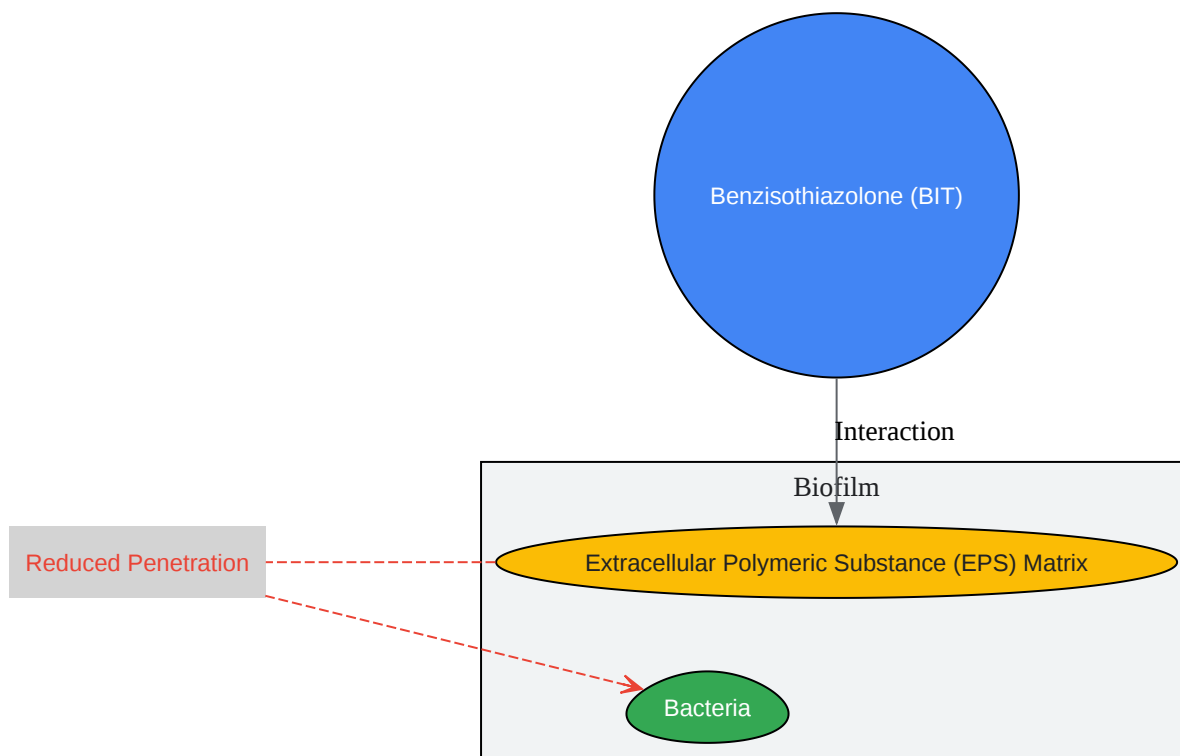 Benzisothiazolone (BIT)
Interaction
Biofilm
Reduced Penetration
Extracellular Polymeric Substance (EPS) Matrix
Bacteria